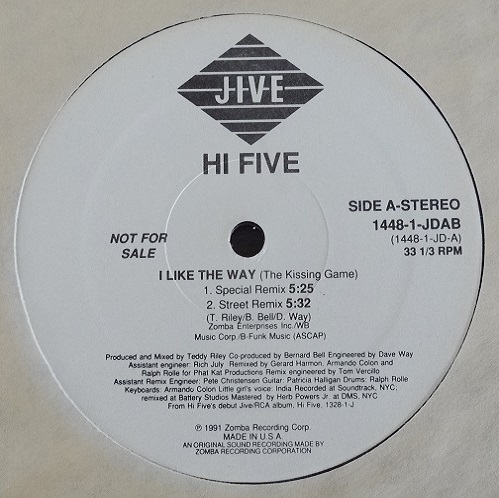 JIVE
HI FIVE
SIDE A-STEREO
1448-1-JDAB
(1448-1-JD-A)
33 1/3 RPM
NOT FOR
SALE
I LIKE THE WAY (The Kissing Game)
1. Special Remix 5:25
2. Street Remix 5:32
(T. Riley/B. Bell/D. Way)
Zomba Enterprises Inc./WB
Music Corp./B-Funk Music (ASCAP)
Produced and Mixed by Teddy Riley Co-produced by Bernard Bell Engineered by Dave Way
Assistant engineer: Rich July Remixed by Gerard Harmon, Armando Colon and
Ralph Rolle for Phat Kat Productions Remix engineered by Tom Vercillo
Assistant Remix Engineer: Pete Christensen Guitar: Patricia Halligan Drums: Ralph Rolle
Keyboards: Armando Colon Little girl's voice: India Recorded at Soundtrack, NYC,
remixed at Battery Studios Mastered by Herb Powers Jr. at DMS, NYC
From Hi Five's debut Jive/RCA album, Hi Five, 1328-1-J
℗ 1991 Zomba Recording Corp.
MADE IN U.S.A.
AN ORIGINAL SOUND RECORDING MADE BY
ZOMBA RECORDING CORPORATION